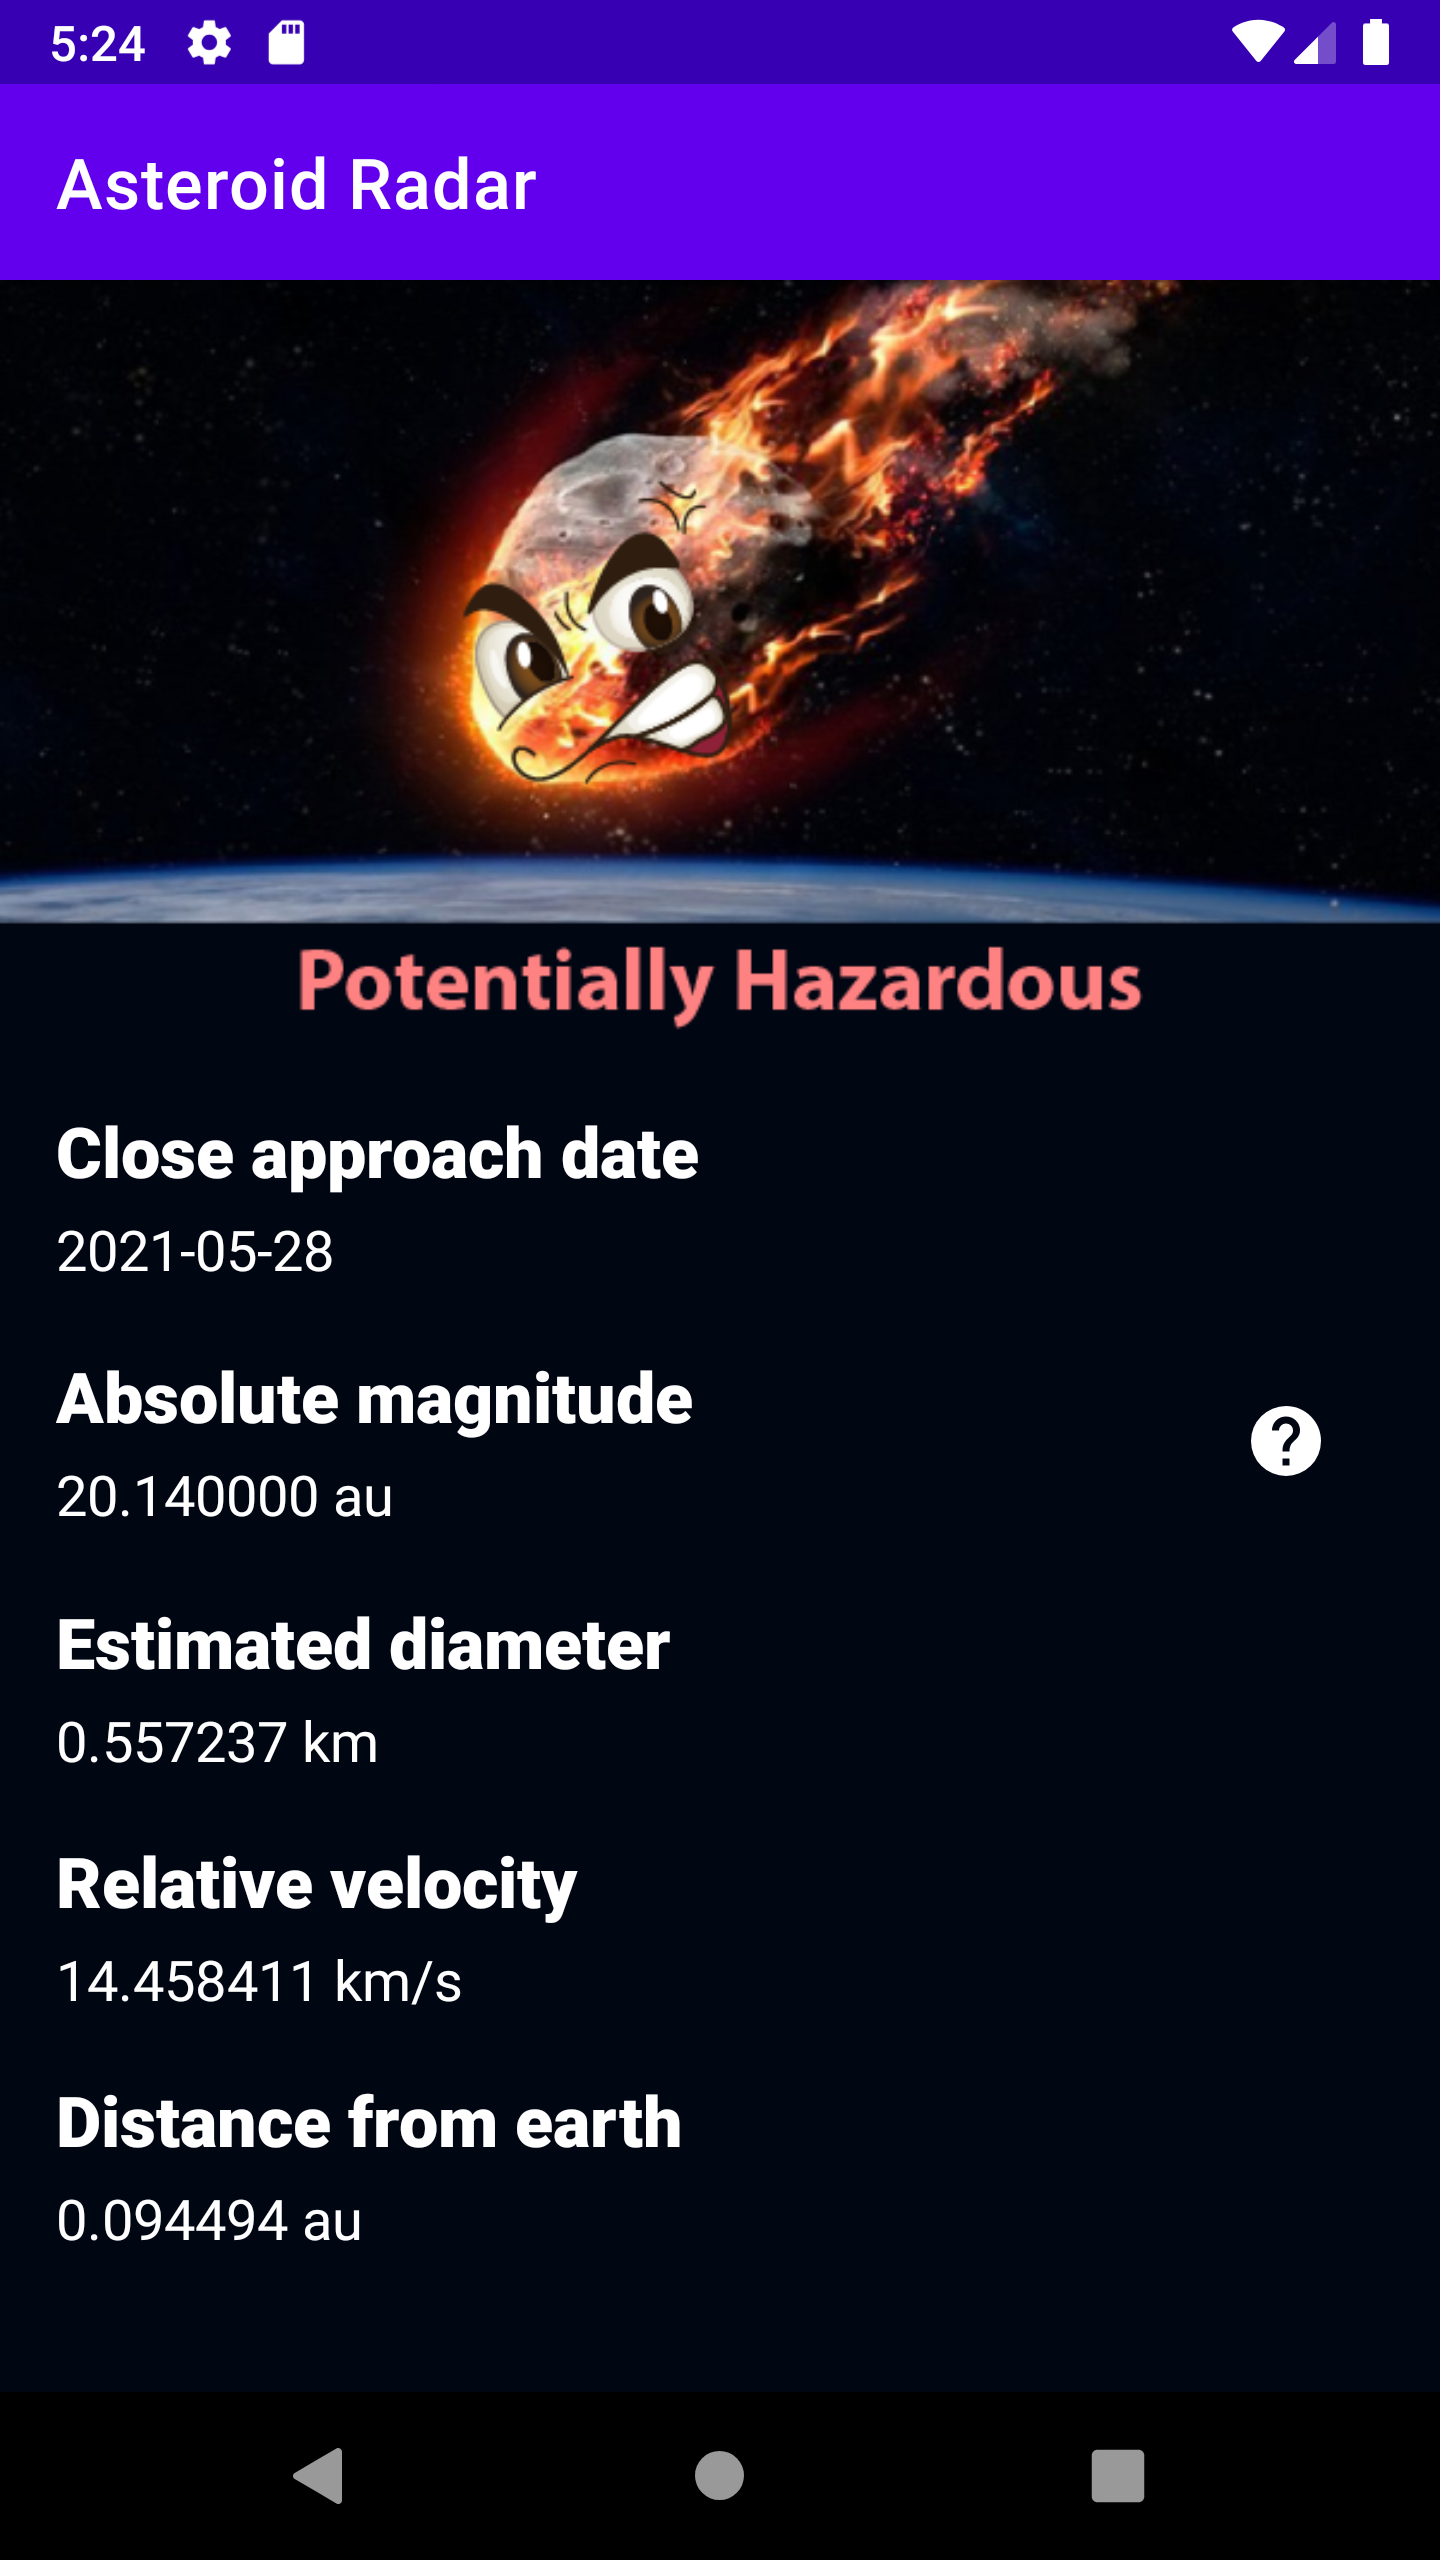 5:24
Asteroid Radar
Potentially Hazardous
Close approach date
2021-05-28
Absolute magnitude
20.140000 au
Estimated diameter
0.557237 km
Relative velocity
14.458411 km/s
Distance from earth
0.094494 au